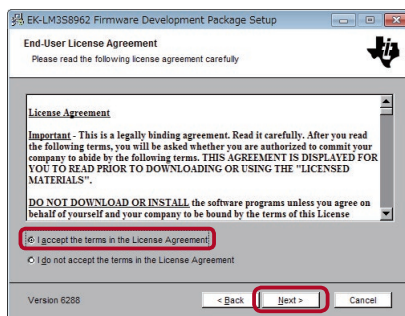 EK-LM3S8962 Firmware Development Package Setup
End-User License Agreement
Please read the following license agreement carefully
License Agreement
Important - This is a legally binding agreement. Read it carefully. After you read
the following terms, you will be asked whether you are authorized to commit your
company to abide by the following terms. THIS AGREEMENT IS DISPLAYED FOR
YOU TO READ PRIOR TO DOWNLOADING OR USING THE "LICENSED
MATERIALS".
DO NOT DOWNLOAD OR INSTALL the software programs unless you agree on
behalf of yourself and your company to be bound by the terms of this License
I accept the terms in the License Agreement
I do not accept the terms in the License Agreement
Version 6288
< Back
Next >
Cancel